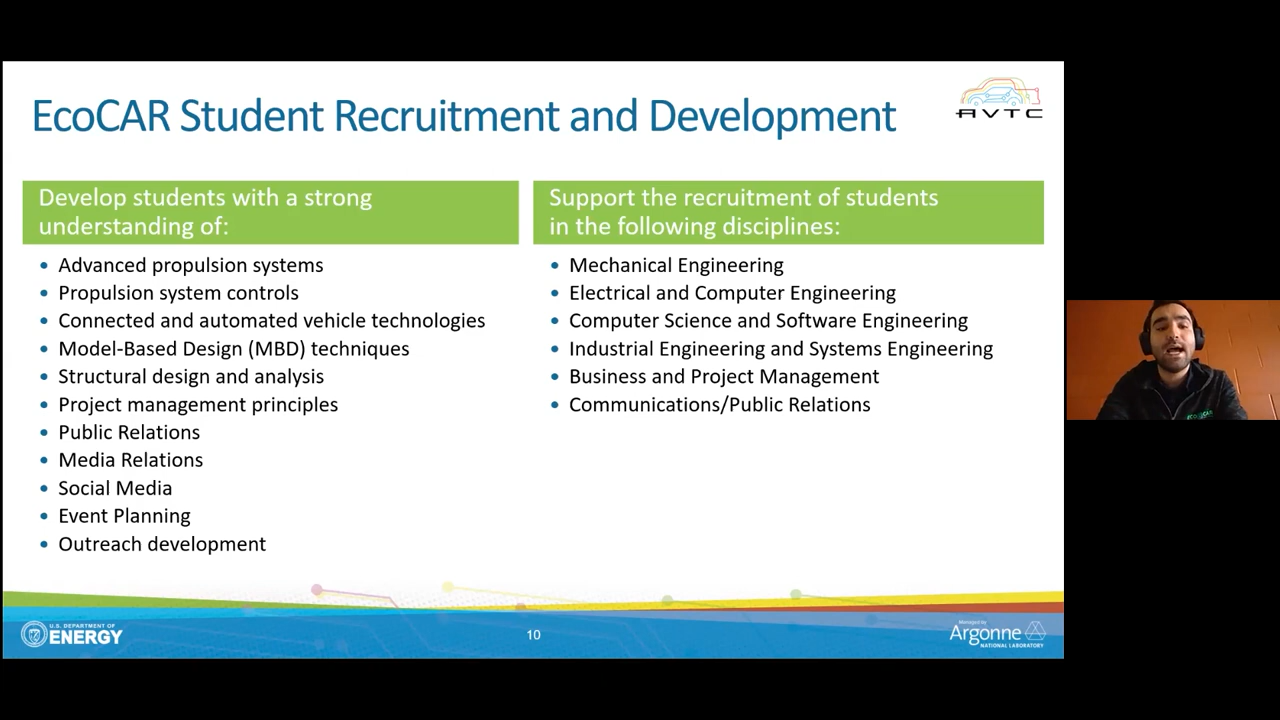 EcoCAR Student Recruitment and Development
AVTC
Develop students with a strong
understanding of:
• Advanced propulsion systems
• Propulsion system controls
• Connected and automated vehicle technologies
• Model-Based Design (MBD) techniques
• Structural design and analysis
• Project management principles
• Public Relations
• Media Relations
• Social Media
• Event Planning
• Outreach development
Support the recruitment of students
in the following disciplines:
• Mechanical Engineering
• Electrical and Computer Engineering
• Computer Science and Software Engineering
• Industrial Engineering and Systems Engineering
• Business and Project Management
• Communications/Public Relations
U.S. DEPARTMENT OF
ENERGY
10
Managed by
Argonne
NATIONAL LABORATORY